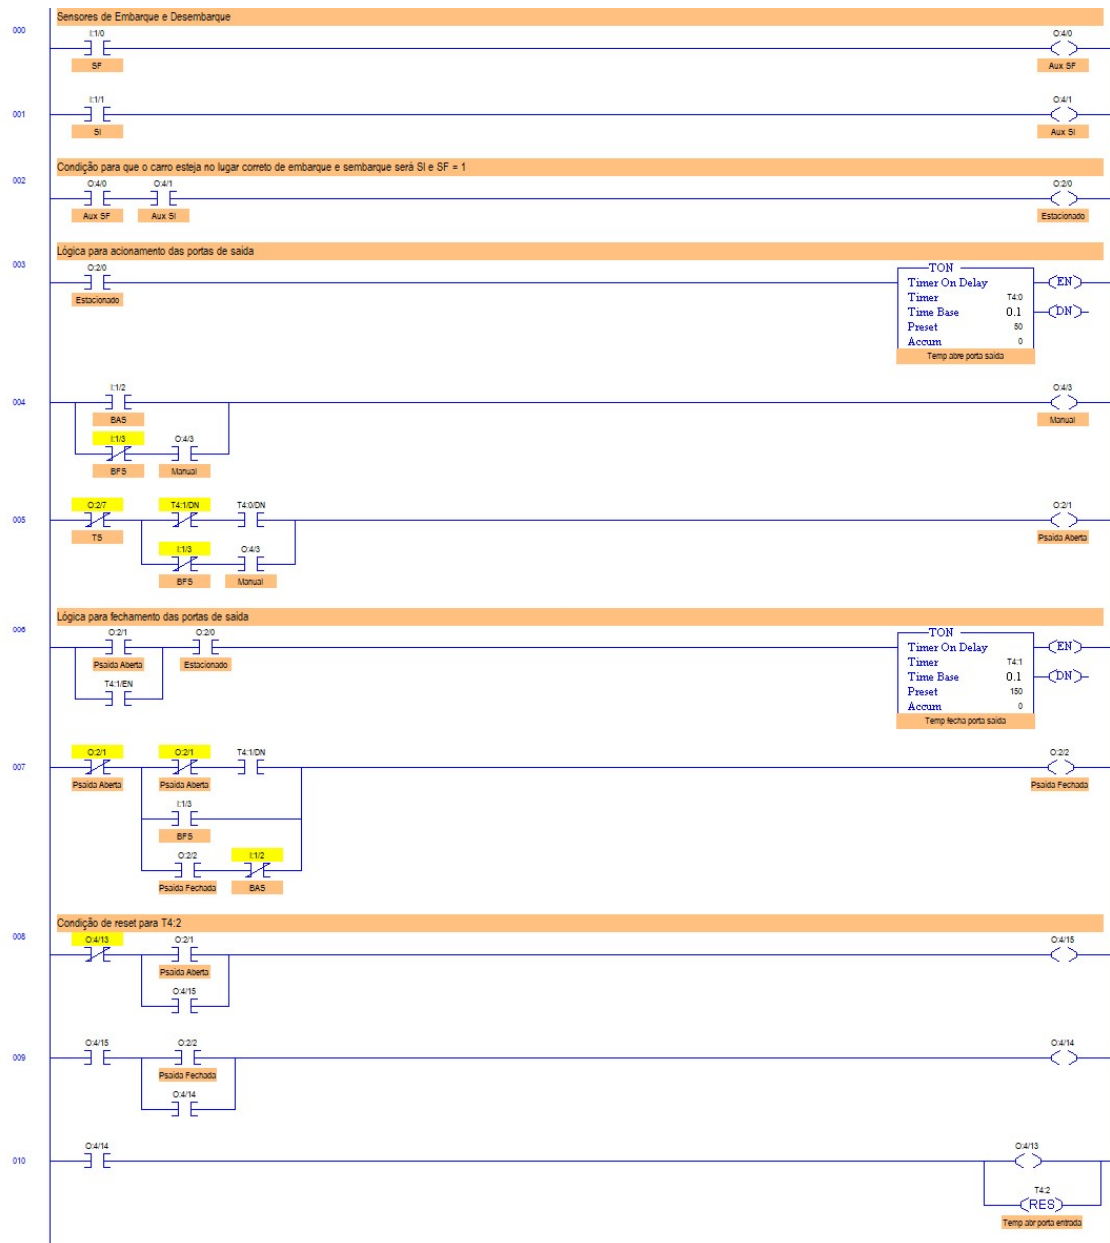 Sensores de Embarque e Desembarque
000
I:1/0
O:4/0
SF
Aux SF
001
I:1/1
O:4/1
SI
Aux SI
Condição para que o carro esteja no lugar correto de embarque e sembarque será SI e SF = 1
002
O:4/0 O:4/1
O:2/0
Aux SF Aux SI
Estacionado
Lógica para acionamento das portas de saída
003
O:2/0
Estacionado
TON
Timer On Delay
Timer T4:0
Time Base 0.1
Preset 50
Accum 0
EN
DN
Temp abre porta saída
004
I:1/2
O:4/3
BAS
Manual
I:1/3 O:4/3
BFS Manual
005
O:2/7 T4:1/DN T4:0/DN
O:2/1
TS
Psaida Aberta
I:1/3 O:4/3
BFS Manual
Lógica para fechamento das portas de saída
006
O:2/1 O:2/0
Psaida Aberta Estacionado
T4:1/EN
TON
Timer On Delay
Timer T4:1
Time Base 0.1
Preset 150
Accum 0
EN
DN
Temp fecha porta saída
007
O:2/1 O:2/1 T4:1/DN
O:2/2
Psaida Aberta Psaida Aberta
Psaida Fechada
I:1/3
BFS
O:2/2 I:1/2
Psaida Fechada BAS
Condição de reset para T4:2
008
O:4/13 O:2/1
O:4/15
Psaida Aberta
O:4/15
009
O:4/15 O:2/2
O:4/14
Psaida Fechada
O:4/14
010
O:4/14
O:4/13
T4:2
RES
Temp abr porta entrada